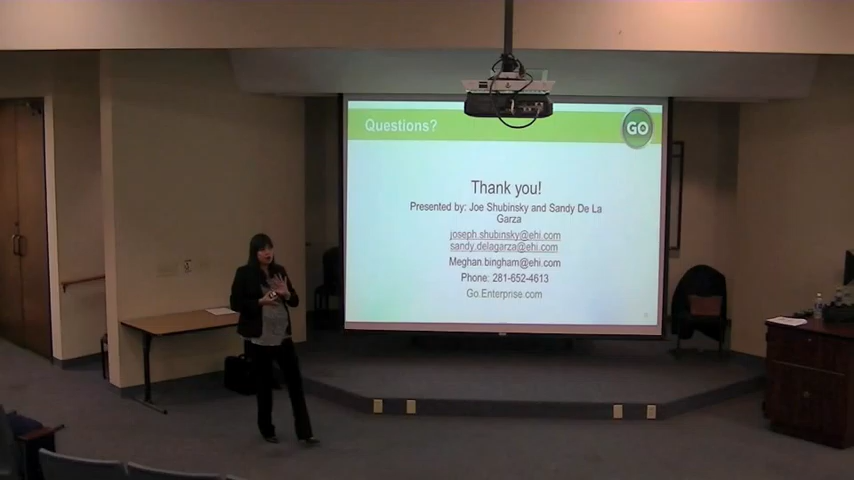 Questions?
GO
Thank you!
Presented by: Joe Shubinsky and Sandy De La
Garza
joseph.shubinsky@ehi.com
sandy.delagarza@ehi.com
Meghan.bingham@ehi.com
Phone: 281-652-4613
Go.Enterprise.com